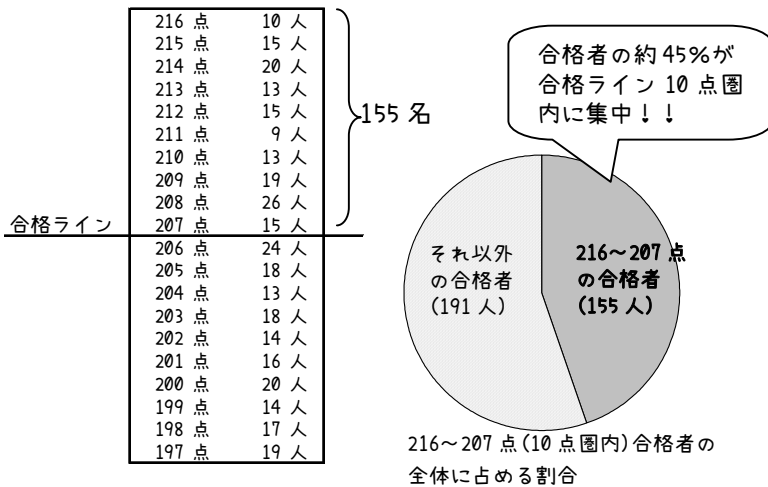 216 点 10 人
215 点 15 人
214 点 20 人
213 点 13 人
212 点 15 人
211 点 9 人
210 点 13 人
209 点 19 人
208 点 26 人
207 点 15 人
155 名
合格ライン
206 点 24 人
205 点 18 人
204 点 13 人
203 点 18 人
202 点 14 人
201 点 16 人
200 点 20 人
199 点 14 人
198 点 17 人
197 点 19 人
合格者の約 45%が
合格ライン 10 点圏
内に集中！！
それ以外
の合格者
(191 人)
216～207 点
の合格者
(155 人)
216～207 点(10 点圏内)合格者の
全体に占める割合